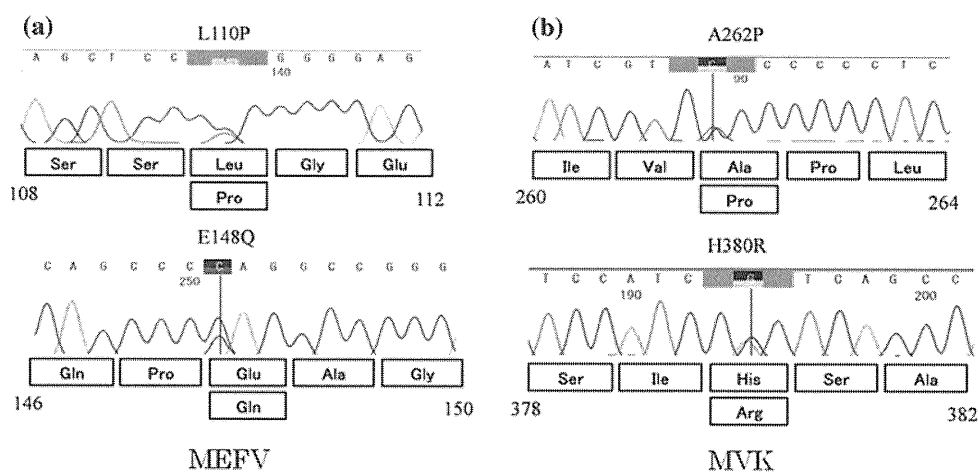 (a)
L110P
A G C T C C G G G G A G
140
Ser Ser Leu Gly Glu
Pro
108 112
E148Q
C A G C C C C A G G C C G G G
250
Gln Pro Glu Ala Gly
Gln
146 150
MEFV
(b)
A262P
A T C G T C C C C C T C
90
Ile Val Ala Pro Leu
Pro
260 264
H380R
T C C A T C G T C A G C C
190 200
Ser Ile His Ser Ala
Arg
378 382
MVK